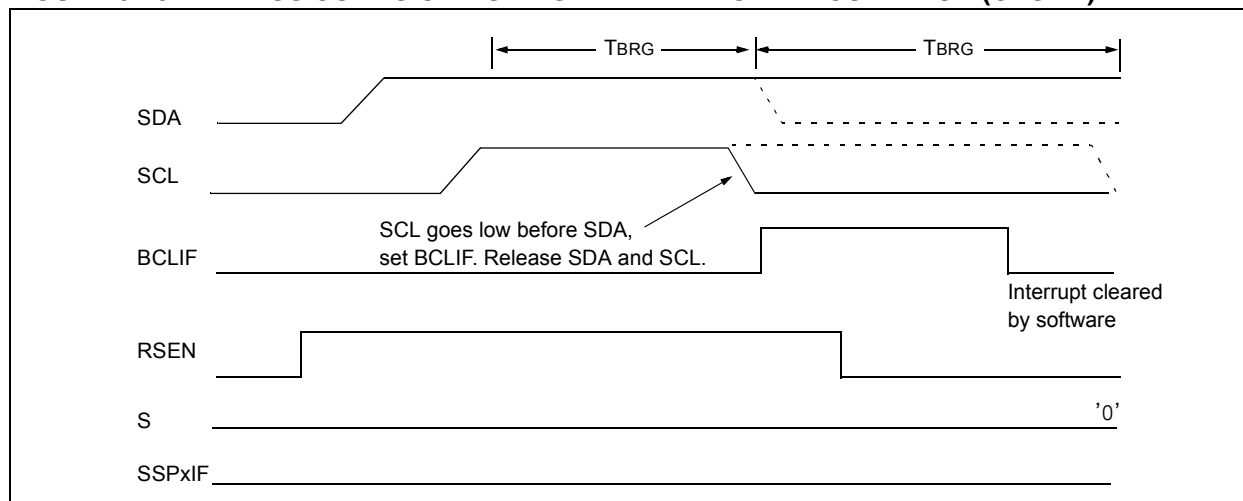 TBRG TBRG
SDA
SCL
SCL goes low before SDA,
set BCLIF. Release SDA and SCL.
BCLIF
Interrupt cleared
by software
RSEN
S '0'
SSPxIF